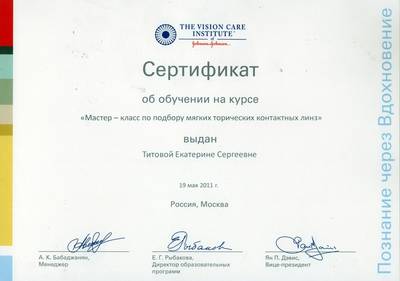 THE VISION CARE
INSTITUTE
OF
Johnson & Johnson
Сертификат
об обучении на курсе
«Мастер – класс по подбору мягких торических контактных линз»
выдан
Титовой Екатерине Сергеевне
19 мая 2011 г.
Россия, Москва
А. К. Бабаджанян,
Менеджер
Е. Г. Рыбакова,
Директор образовательных
программ
Ян П. Дэвис,
Вице-президент
Познание через Вдохновение